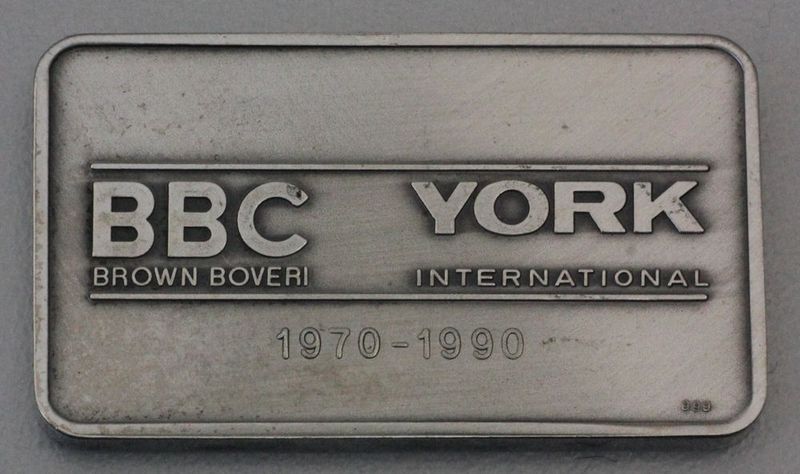 BBC YORK
BROWN BOVERI INTERNATIONAL
1970-1990
999